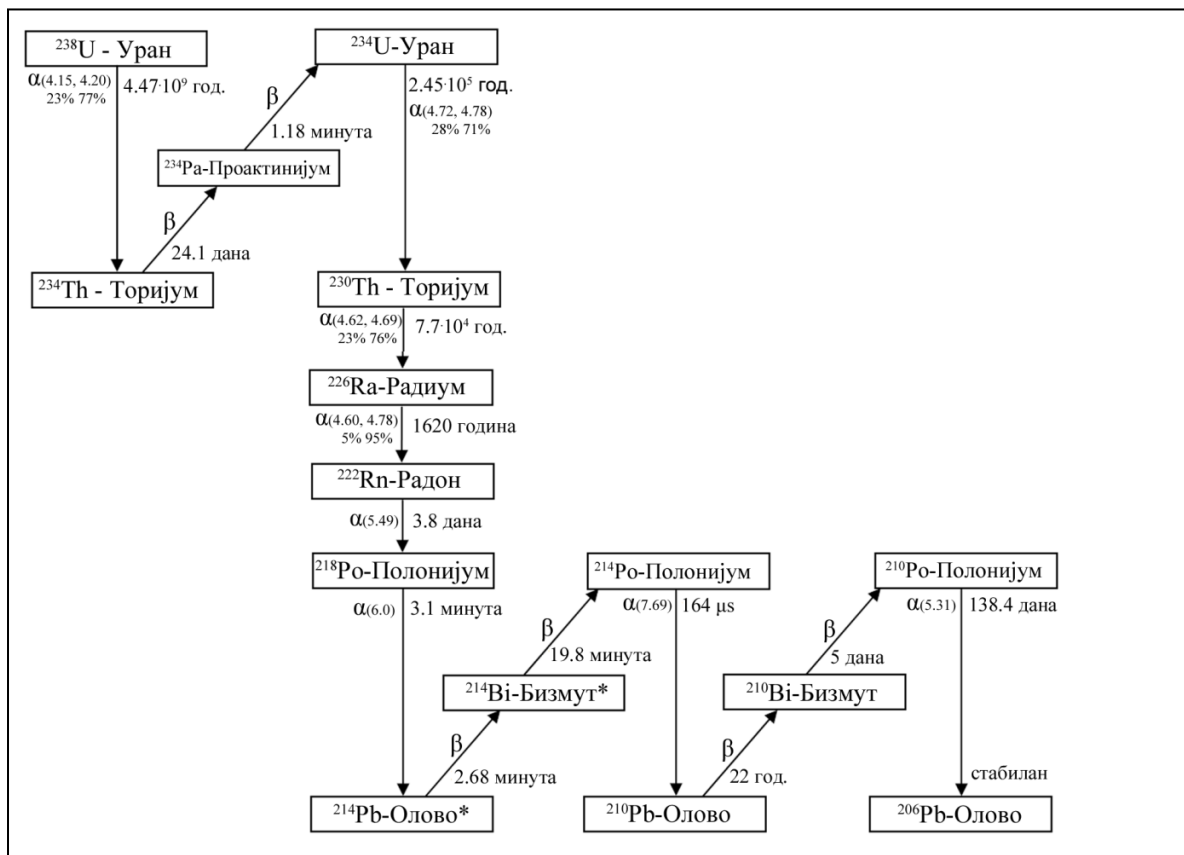 ²³⁸U - Уран
²³⁴U-Уран
α(4.15, 4.20)
23% 77%
4.47·10⁹ год.
2.45·10⁵ год.
α(4.72, 4.78)
28% 71%
β
1.18 минута
²³⁴Pa-Проактинијум
β
24.1 дана
²³⁴Th - Торијум
²³⁰Th - Торијум
α(4.62, 4.69)
23% 76%
7.7·10⁴ год.
²²⁶Ra-Радиум
α(4.60, 4.78)
5% 95%
1620 година
²²²Rn-Радон
α(5.49)
3.8 дана
²¹⁸Po-Полонијум
²¹⁴Po-Полонијум
²¹⁰Po-Полонијум
α(6.0)
3.1 минута
α(7.69)
164 μs
α(5.31)
138.4 дана
β
19.8 минута
β
5 дана
²¹⁴Bi-Бизмут*
²¹⁰Bi-Бизмут
β
2.68 минута
β
22 год.
стабилан
²¹⁴Pb-Олово*
²¹⁰Pb-Олово
²⁰⁶Pb-Олово